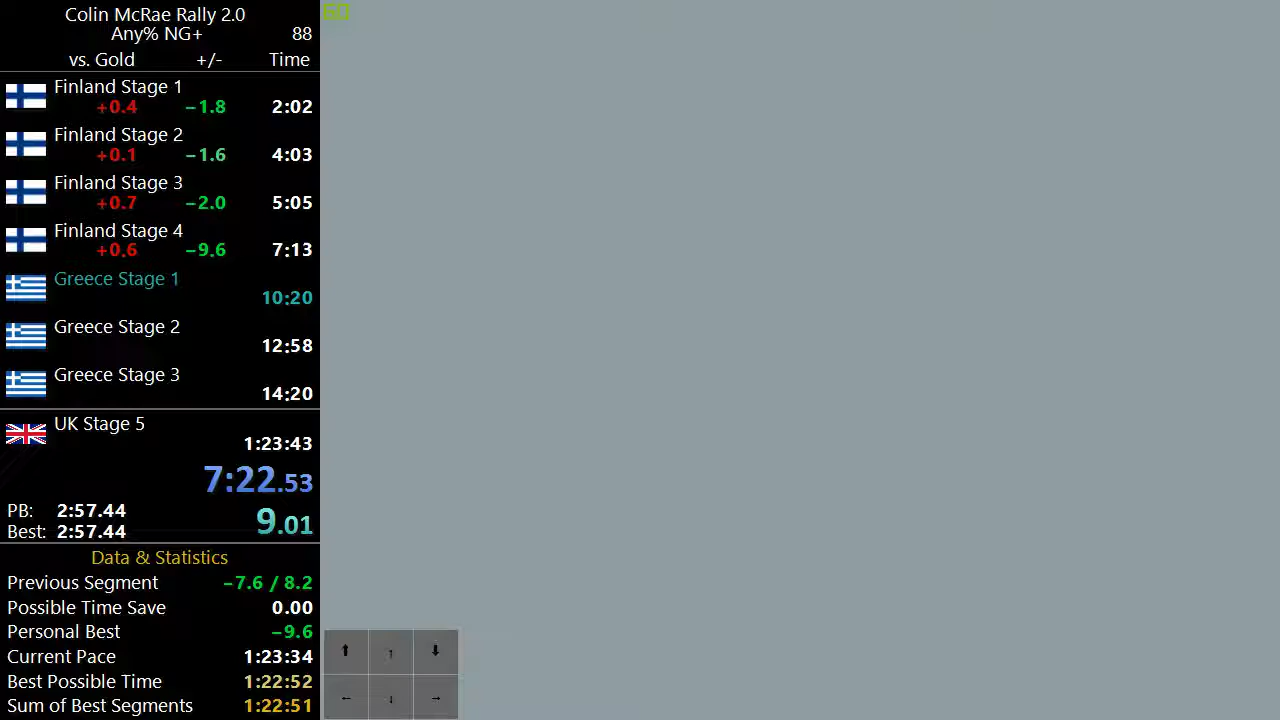 Colin McRae Rally 2.0
Any% NG+ 88
vs. Gold +/- Time
Finland Stage 1
+0.4 −1.8 2:02
Finland Stage 2
+0.1 −1.6 4:03
Finland Stage 3
+0.7 −2.0 5:05
Finland Stage 4
+0.6 −9.6 7:13
Greece Stage 1
10:20
Greece Stage 2
12:58
Greece Stage 3
14:20
UK Stage 5
1:23:43
7:22.53
PB: 2:57.44
Best: 2:57.44
9.01
Data & Statistics
Previous Segment −7.6 / 8.2
Possible Time Save 0.00
Personal Best −9.6
Current Pace 1:23:34
Best Possible Time 1:22:52
Sum of Best Segments 1:22:51
60
⬆ ↑ ⬇
← ↓ →